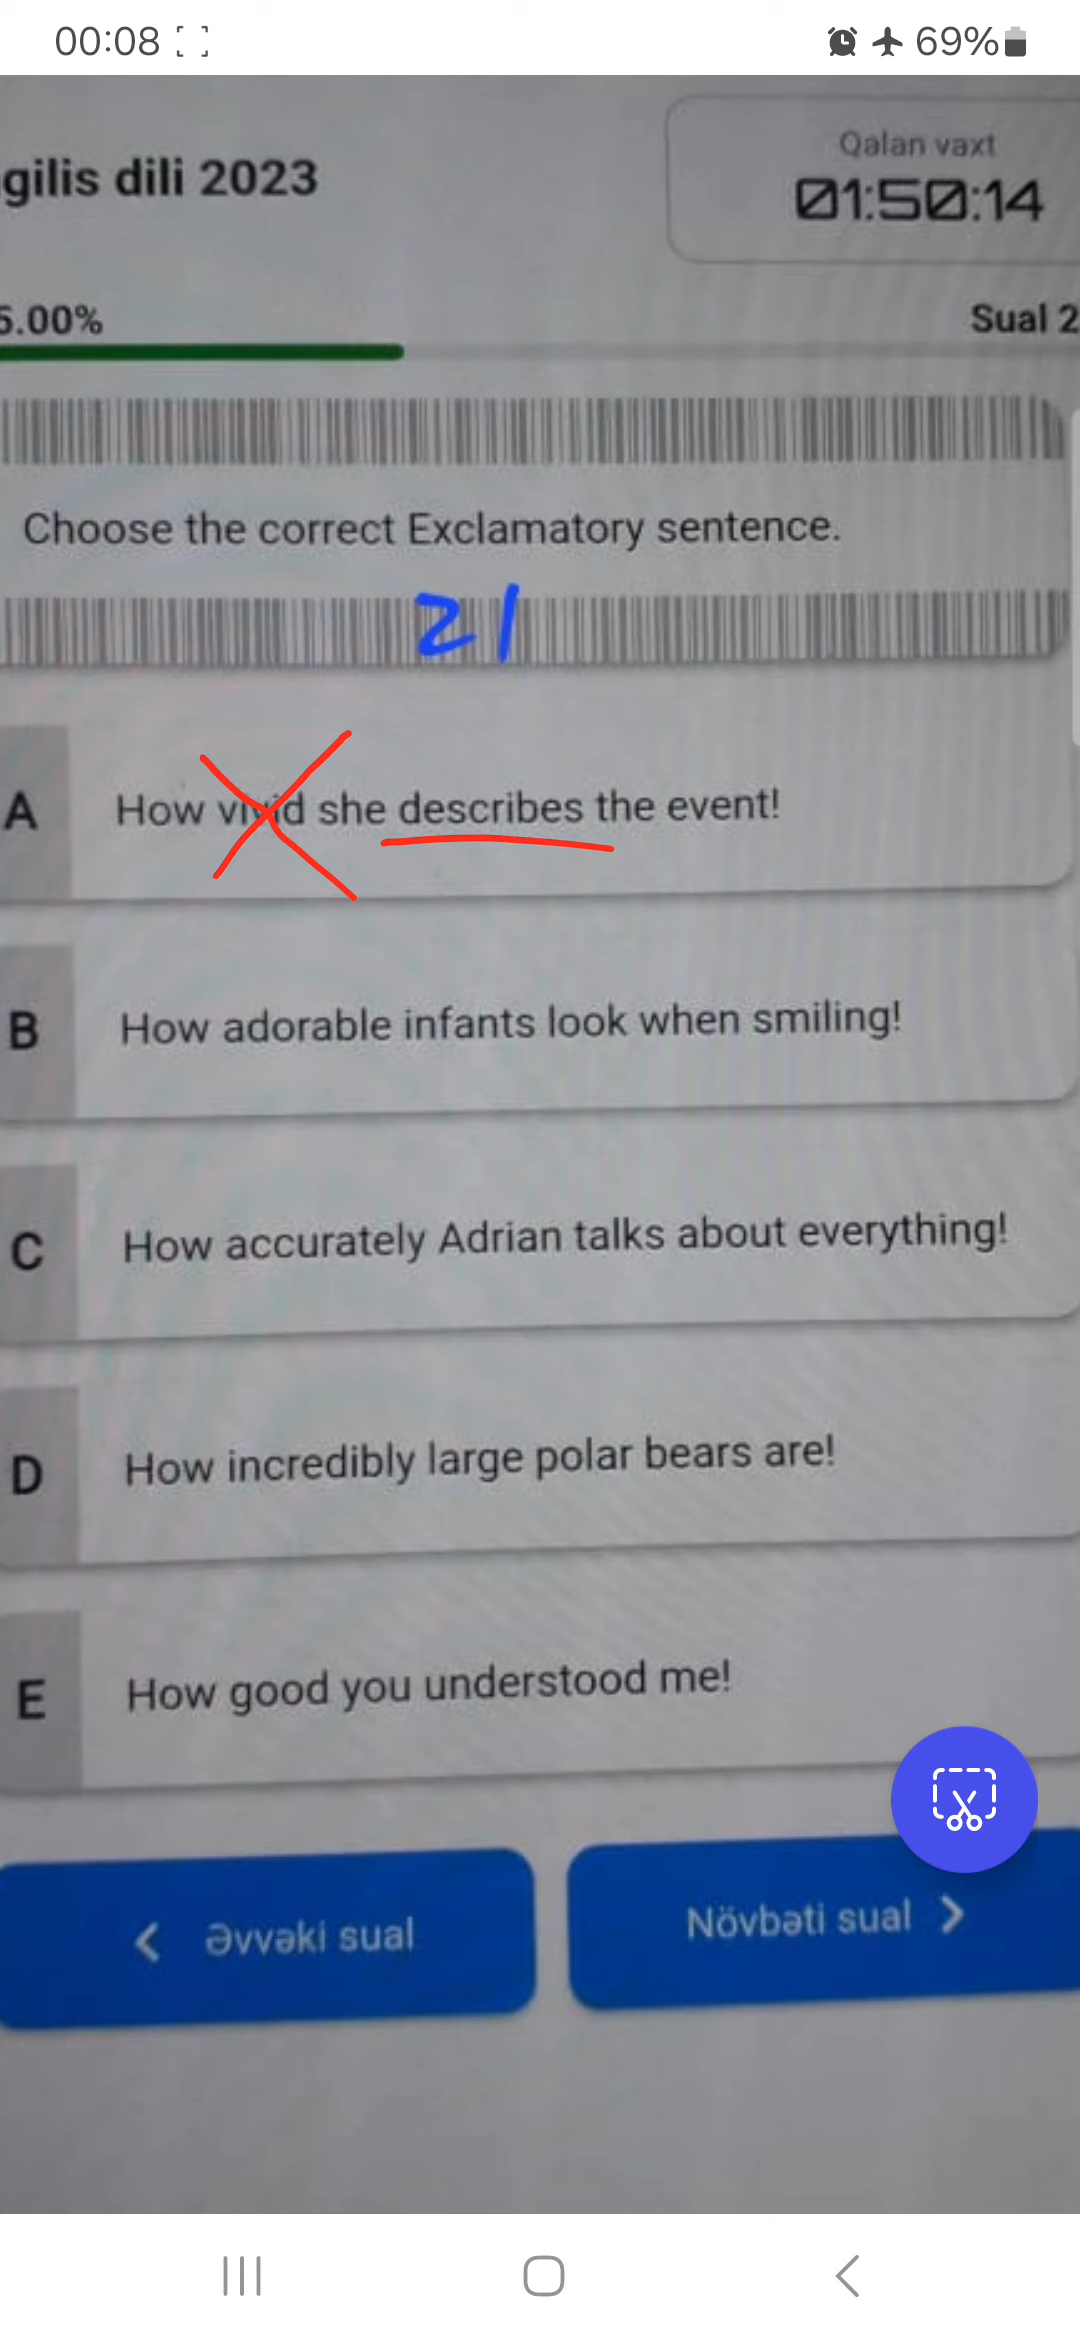 00:08
69%
gilis dili 2023
Qalan vaxt
01:50:14
5.00%
Sual 2
Choose the correct Exclamatory sentence.
21
A How vivid she describes the event!
B How adorable infants look when smiling!
C How accurately Adrian talks about everything!
D How incredibly large polar bears are!
E How good you understood me!
Əvvəki sual
Növbəti sual